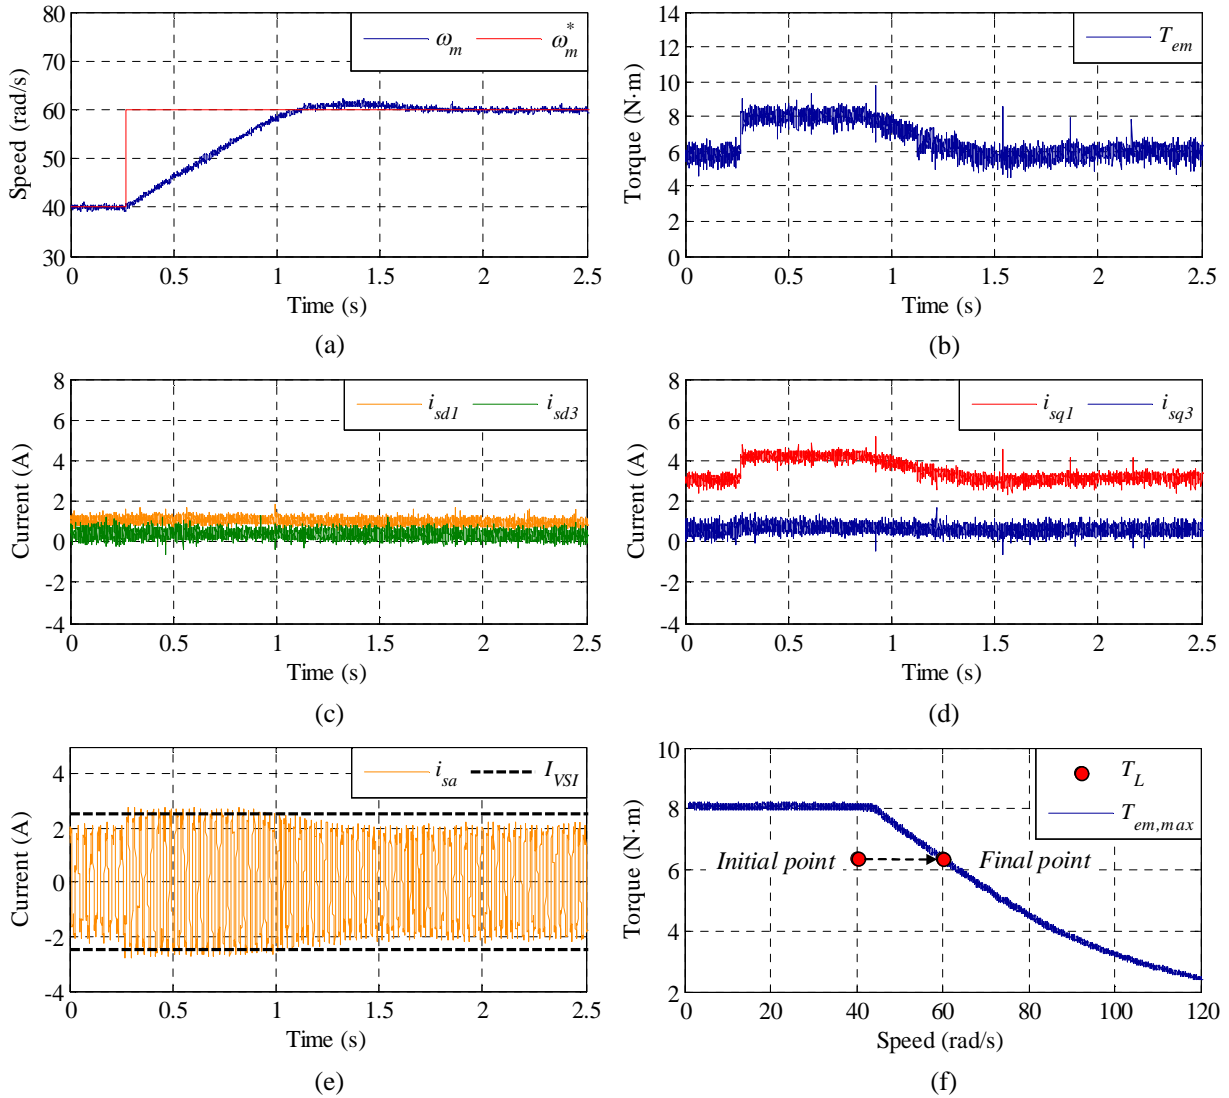 80
70
60
50
40
30
Speed (rad/s)
ω_m
ω_m^*
0
0.5
1
1.5
2
2.5
Time (s)
(a)
14
12
10
8
6
4
2
0
Torque (N·m)
T_em
0
0.5
1
1.5
2
2.5
Time (s)
(b)
8
6
4
2
0
-2
-4
Current (A)
i_sd1
i_sd3
0
0.5
1
1.5
2
2.5
Time (s)
(c)
8
6
4
2
0
-2
-4
Current (A)
i_sq1
i_sq3
0
0.5
1
1.5
2
2.5
Time (s)
(d)
4
2
0
-2
-4
Current (A)
i_sa
I_VSI
0
0.5
1
1.5
2
2.5
Time (s)
(e)
10
8
6
4
2
Torque (N·m)
T_L
T_em,max
Initial point
Final point
0
20
40
60
80
100
120
Speed (rad/s)
(f)